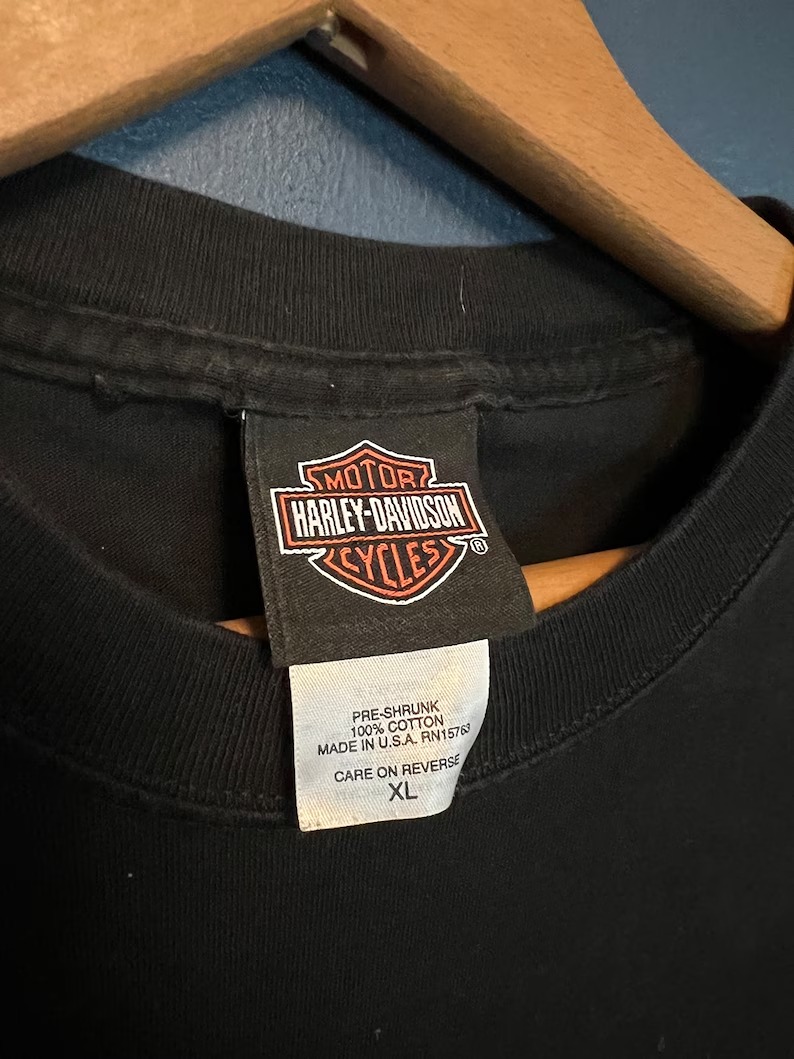 MOTOR
HARLEY-DAVIDSON
CYCLES
®
PRE-SHRUNK
100% COTTON
MADE IN U.S.A. RN15763
CARE ON REVERSE
XL